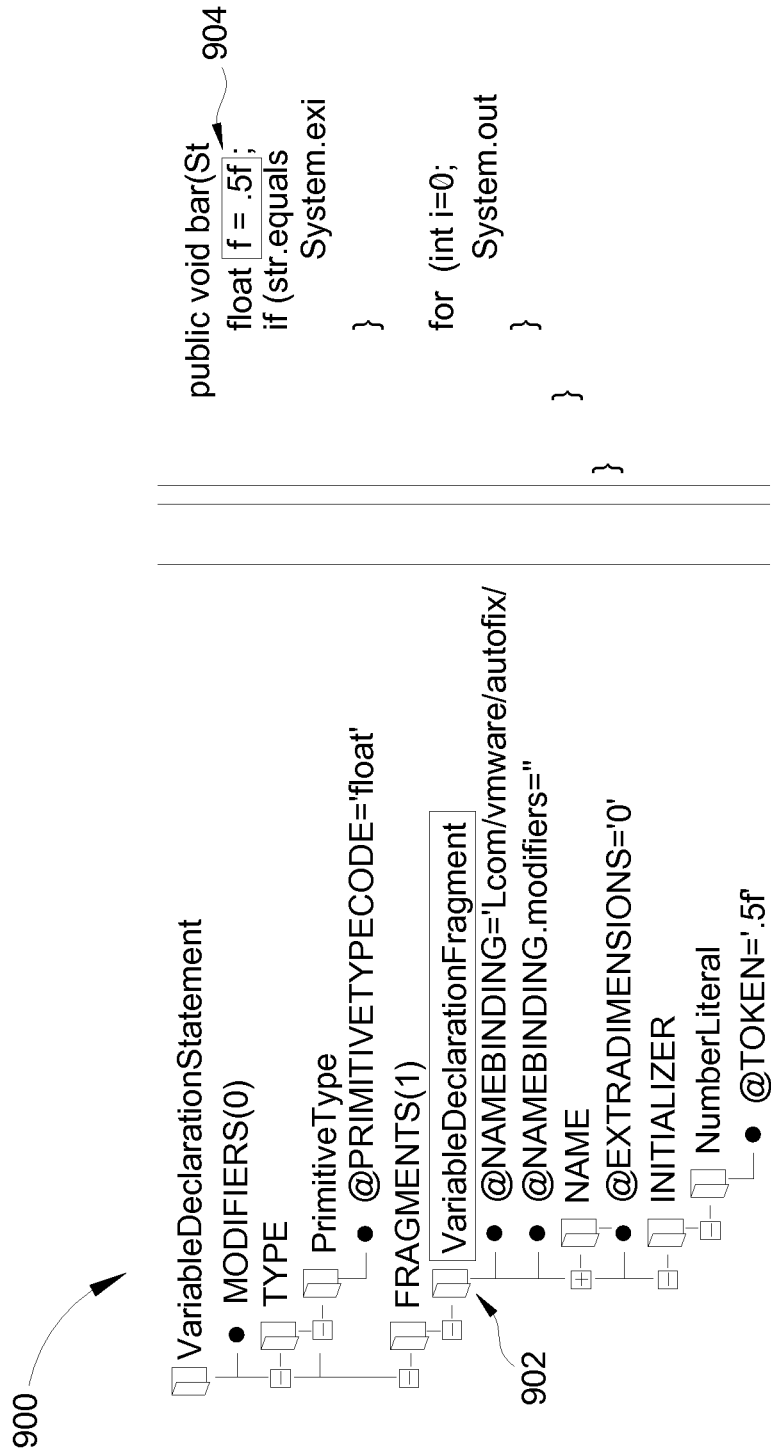 900
VariableDeclarationStatement
MODIFIERS(0)
TYPE
PrimitiveType
@PRIMITIVETYPECODE='float'
FRAGMENTS(1)
VariableDeclarationFragment
902
@NAMEBINDING='Lcom/vmware/autofix/
@NAMEBINDING.modifiers=''
NAME
@EXTRADIMENSIONS='0'
INITIALIZER
NumberLiteral
@TOKEN='.5f'
public void bar(St
float f = .5f ;
904
if (str.equals
System.exi
}
for (int i=0;
System.out
}
}
}